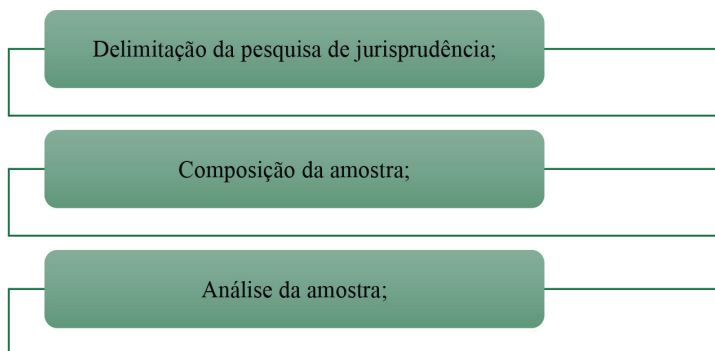 Delimitação da pesquisa de jurisprudência;
Composição da amostra;
Análise da amostra;